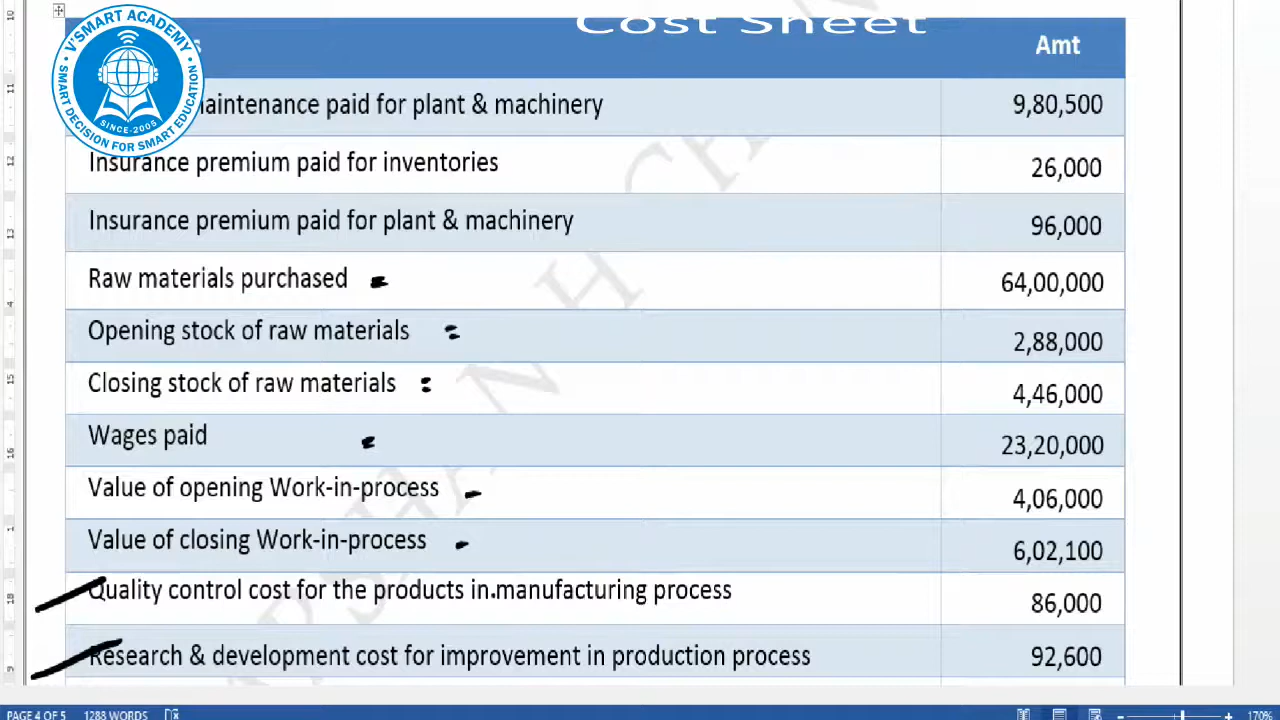 Cost Sheet
Amt
V'SMART ACADEMY
SMART DECISION FOR SMART EDUCATION
SINCE-2005
aintenance paid for plant & machinery 9,80,500
Insurance premium paid for inventories 26,000
Insurance premium paid for plant & machinery 96,000
Raw materials purchased 64,00,000
Opening stock of raw materials 2,88,000
Closing stock of raw materials 4,46,000
Wages paid 23,20,000
Value of opening Work-in-process 4,06,000
Value of closing Work-in-process 6,02,100
Quality control cost for the products in manufacturing process 86,000
Research & development cost for improvement in production process 92,600
PAGE 4 OF 5 1288 WORDS 170%